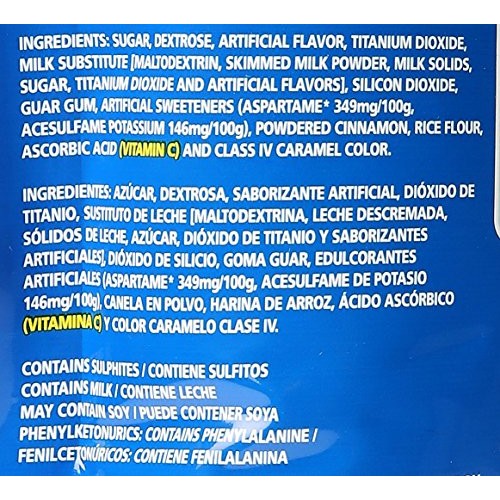 INGREDIENTS: SUGAR, DEXTROSE, ARTIFICIAL FLAVOR, TITANIUM DIOXIDE,
MILK SUBSTITUTE [MALTODEXTRIN, SKIMMED MILK POWDER, MILK SOLIDS,
SUGAR, TITANIUM DIOXIDE AND ARTIFICIAL FLAVORS], SILICON DIOXIDE,
GUAR GUM, ARTIFICIAL SWEETENERS (ASPARTAME* 349mg/100g,
ACESULFAME POTASSIUM 146mg/100g), POWDERED CINNAMON, RICE FLOUR,
ASCORBIC ACID (VITAMIN C) AND CLASS IV CARAMEL COLOR.
INGREDIENTES: AZÚCAR, DEXTROSA, SABORIZANTE ARTIFICIAL, DIÓXIDO DE
TITANIO, SUSTITUTO DE LECHE [MALTODEXTRINA, LECHE DESCREMADA,
SÓLIDOS DE LECHE, AZÚCAR, DIÓXIDO DE TITANIO Y SABORIZANTES
ARTIFICIALES], DIÓXIDO DE SILICIO, GOMA GUAR, EDULCORANTES
ARTIFICIALES (ASPARTAME* 349mg/100g, ACESULFAME DE POTASIO
146mg/100g), CANELA EN POLVO, HARINA DE ARROZ, ÁCIDO ASCÓRBICO
(VITAMINA C) Y COLOR CARAMELO CLASE IV.
CONTAINS SULPHITES / CONTIENE SULFITOS
CONTAINS MILK / CONTIENE LECHE
MAY CONTAIN SOY / PUEDE CONTENER SOYA
PHENYLKETONURICS: CONTAINS PHENYLALANINE /
FENILCETONÚRICOS: CONTIENE FENILALANINA